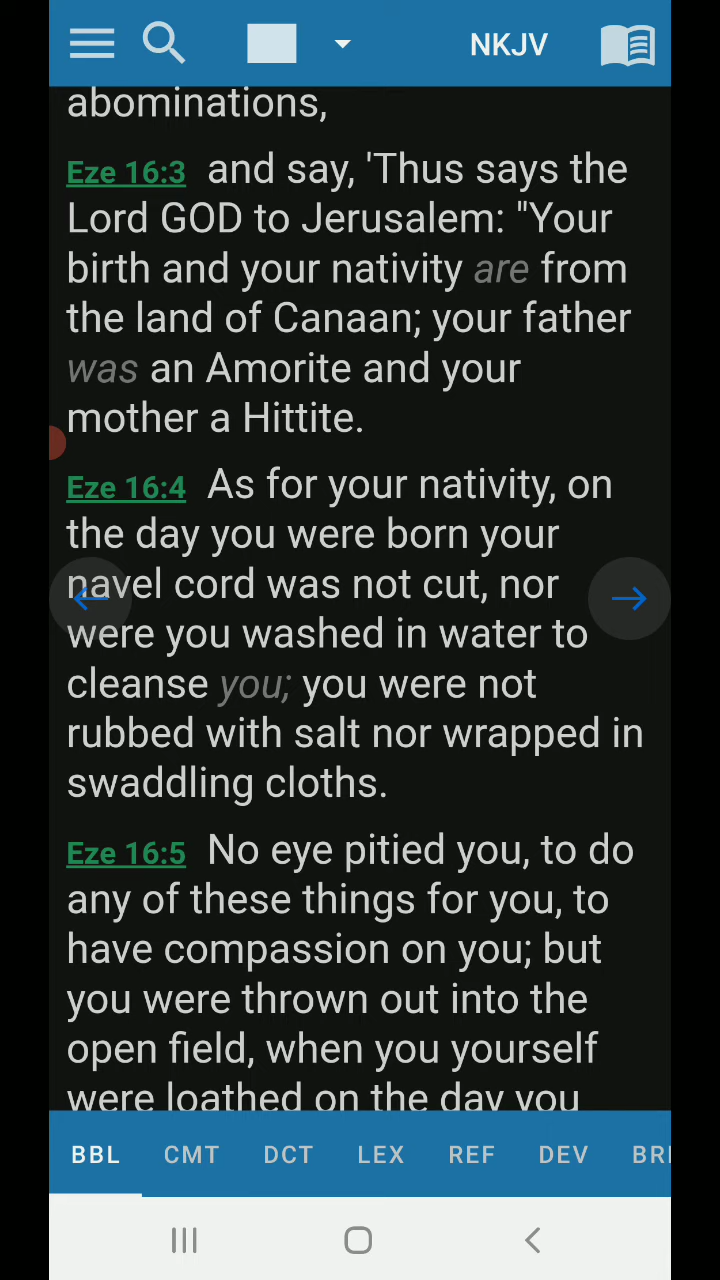 NKJV
abominations,
Eze 16:3 and say, 'Thus says the
Lord GOD to Jerusalem: "Your
birth and your nativity are from
the land of Canaan; your father
was an Amorite and your
mother a Hittite.
Eze 16:4 As for your nativity, on
the day you were born your
navel cord was not cut, nor
were you washed in water to
cleanse you; you were not
rubbed with salt nor wrapped in
swaddling cloths.
Eze 16:5 No eye pitied you, to do
any of these things for you, to
have compassion on you; but
you were thrown out into the
open field, when you yourself
were loathed on the day you
BBL CMT DCT LEX REF DEV